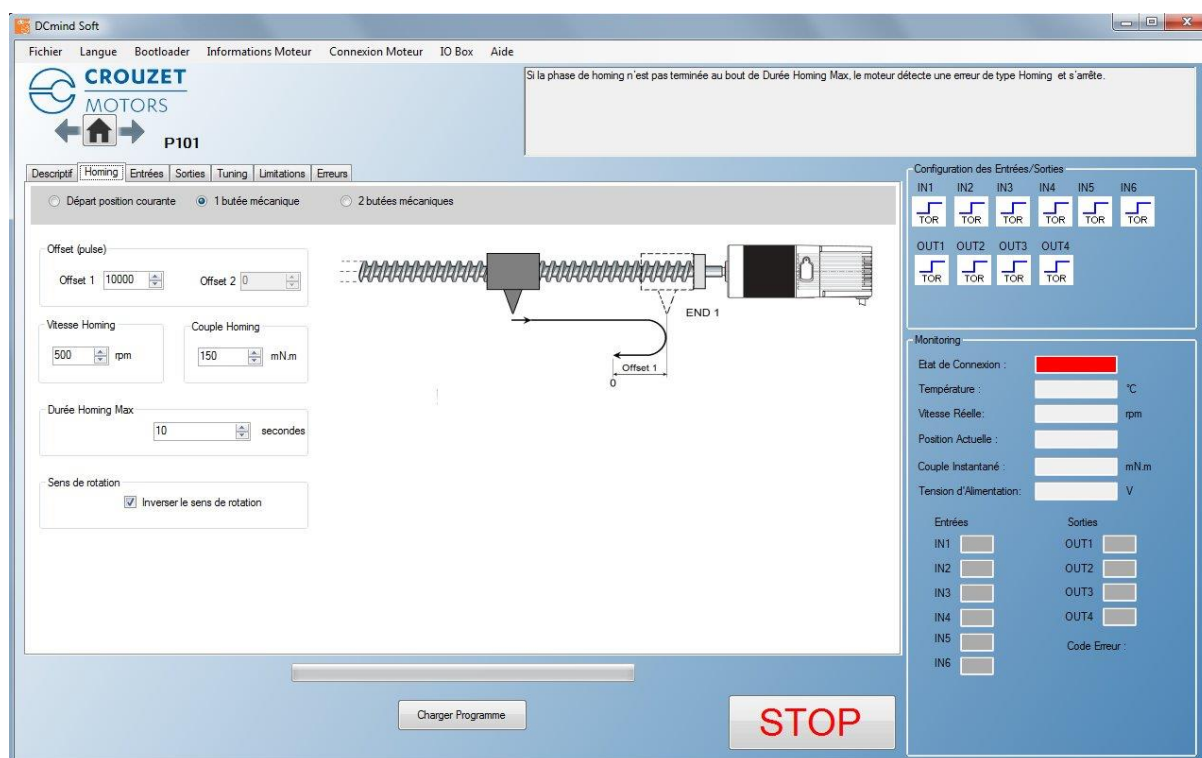 DCmind Soft
Fichier Langue Bootloader Informations Moteur Connexion Moteur IO Box Aide
CROUZET
MOTORS
P101
Si la phase de homing n'est pas terminée au bout de Durée Homing Max, le moteur détecte une erreur de type Homing et s'arrête.
Descriptif Homing Entrées Sorties Tuning Limitations Erreurs
Départ position courante 1 butée mécanique 2 butées mécaniques
Offset (pulse)
Offset 1 10000 Offset 2 0
Vitesse Homing Couple Homing
500 rpm 150 mN.m
Durée Homing Max
10 secondes
Sens de rotation
Inverser le sens de rotation
END 1
Offset 1
0
Charger Programme
STOP
Configuration des Entrées/Sorties
IN1 IN2 IN3 IN4 IN5 IN6
TOR TOR TOR TOR TOR TOR
OUT1 OUT2 OUT3 OUT4
TOR TOR TOR TOR
Monitoring
Etat de Connexion :
Température : °C
Vitesse Réelle: rpm
Position Actuelle :
Couple Instantané : mN.m
Tension d'Alimentation: V
Entrées Sorties
IN1 OUT1
IN2 OUT2
IN3 OUT3
IN4 OUT4
IN5 Code Erreur :
IN6